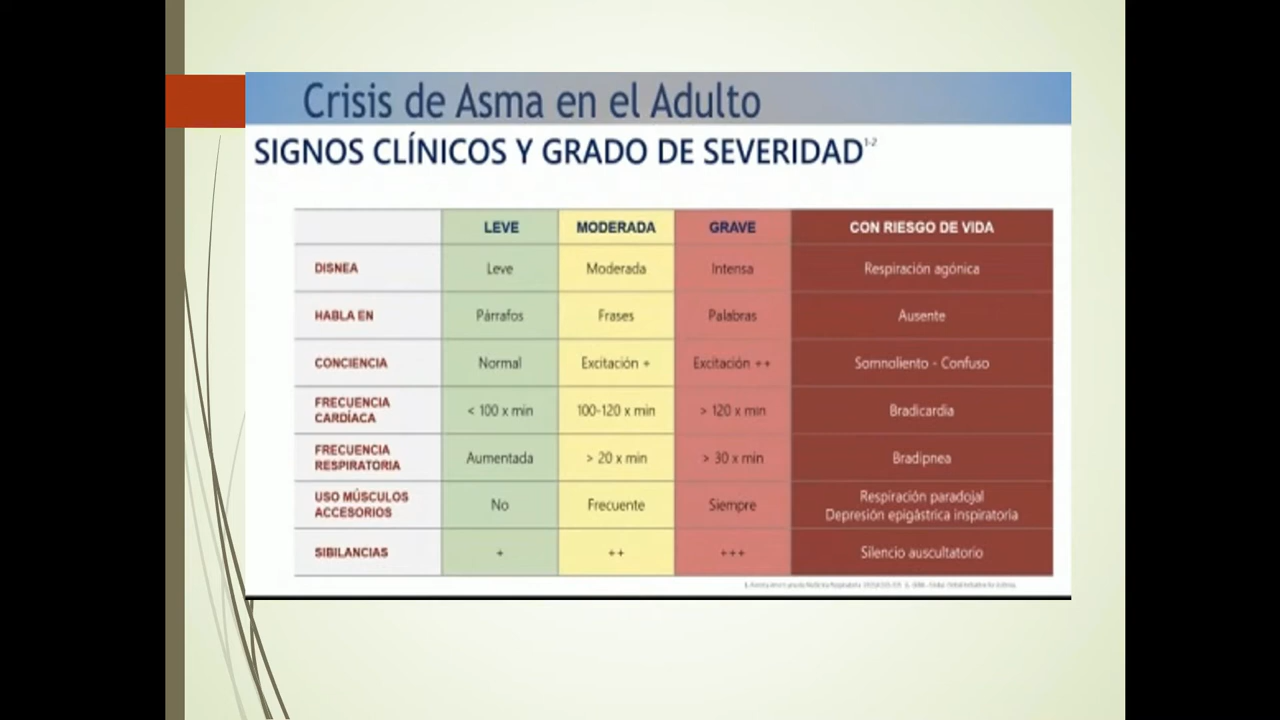 Crisis de Asma en el Adulto
SIGNOS CLÍNICOS Y GRADO DE SEVERIDAD1-2
LEVE MODERADA GRAVE CON RIESGO DE VIDA
DISNEA Leve Moderada Intensa Respiración agónica
HABLA EN Párrafos Frases Palabras Ausente
CONCIENCIA Normal Excitación + Excitación ++ Somnoliento - Confuso
FRECUENCIA
CARDÍACA < 100 x min 100-120 x min > 120 x min Bradicardia
FRECUENCIA
RESPIRATORIA Aumentada > 20 x min > 30 x min Bradipnea
USO MÚSCULOS
ACCESORIOS No Frecuente Siempre Respiración paradojal
Depresión epigástrica inspiratoria
SIBILANCIAS + ++ +++ Silencio auscultatorio